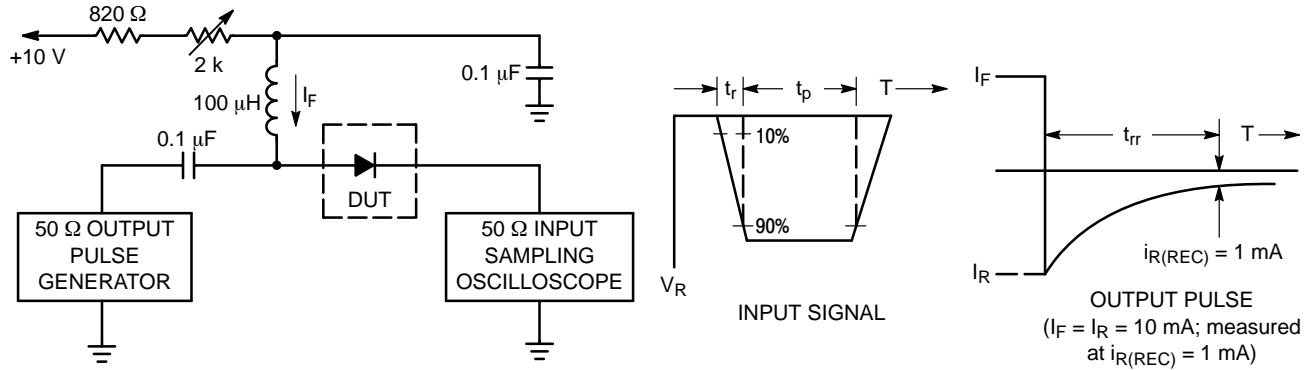 820 Ω
+10 V
2 k
100 μH
I_F
0.1 μF
0.1 μF
DUT
50 Ω OUTPUT
PULSE
GENERATOR
50 Ω INPUT
SAMPLING
OSCILLOSCOPE
t_r
t_p
T
10%
90%
V_R
INPUT SIGNAL
I_F
t_rr
T
I_R
i_R(REC) = 1 mA
OUTPUT PULSE
(I_F = I_R = 10 mA; measured
at i_R(REC) = 1 mA)